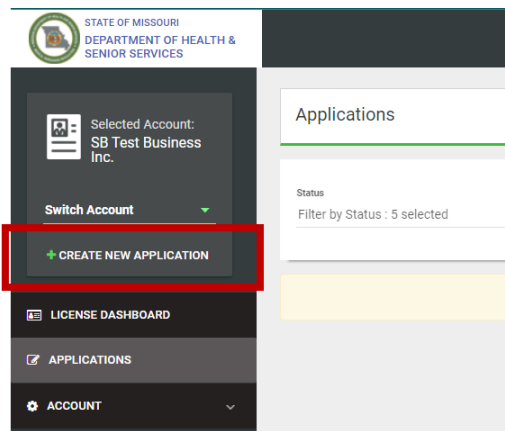 STATE OF MISSOURI
DEPARTMENT OF HEALTH &
SENIOR SERVICES
Selected Account:
SB Test Business
Inc.
Switch Account
+ CREATE NEW APPLICATION
LICENSE DASHBOARD
APPLICATIONS
ACCOUNT
Applications
Status
Filter by Status : 5 selected